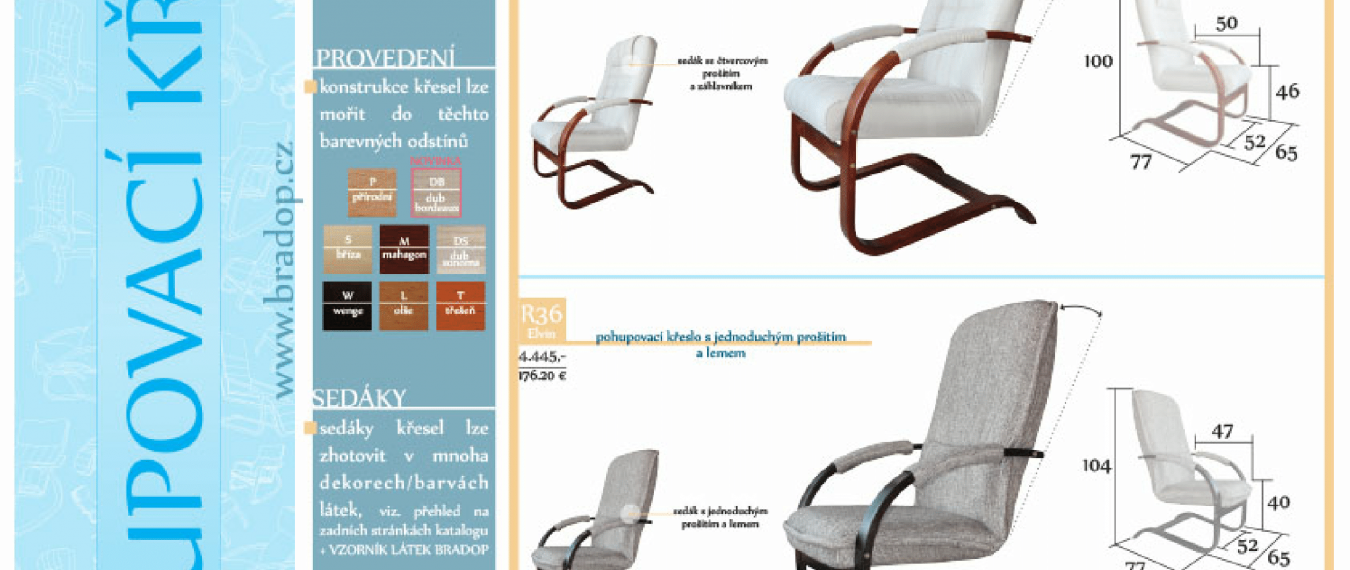 UPOVACÍ KŘ
www.bradop.cz
PROVEDENÍ
konstrukce křesel lze
mořit do těchto
barevných odstínů
NOVINKA
P
přírodní
DB
dub
bordeaux
S
bříza
M
mahagon
DS
dub
sonoma
W
wenge
L
olše
T
třešeň
SEDÁKY
sedáky křesel lze
zhotovit v mnoha
dekorech/barvách
látek, viz. přehled na
zadních stránkách katalogu
+ VZORNÍK LÁTEK BRADOP
sedák se čtvercovým
prošitím
a záhlavníkem
100
50
46
52
65
77
R36
Elvin
4.445.-
176.20 €
pohupovací křeslo s jednoduchým prošitím
a lemem
sedák s jednoduchým
prošitím a lemem
104
47
40
52
65
77